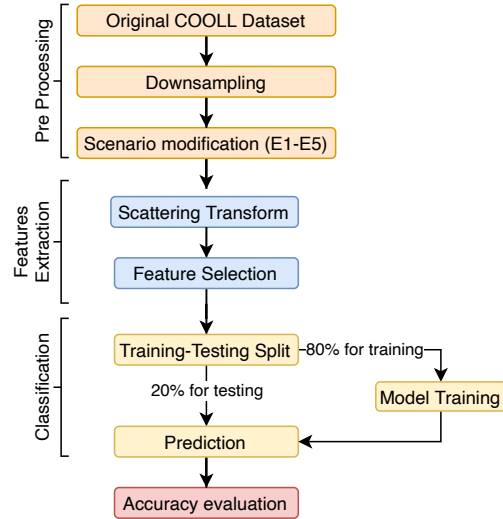 Pre Processing
Original COOLL Dataset
Downsampling
Scenario modification (E1-E5)
Features
Extraction
Scattering Transform
Feature Selection
Classification
Training-Testing Split
80% for training
20% for testing
Model Training
Prediction
Accuracy evaluation